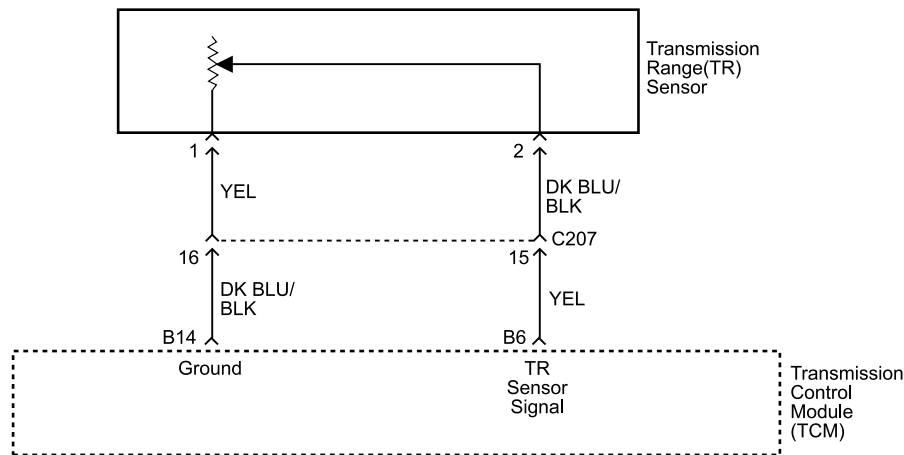 Transmission
Range(TR)
Sensor
1
2
YEL
DK BLU/
BLK
C207
16
15
DK BLU/
BLK
YEL
B14
B6
Ground
TR
Sensor
Signal
Transmission
Control
Module
(TCM)